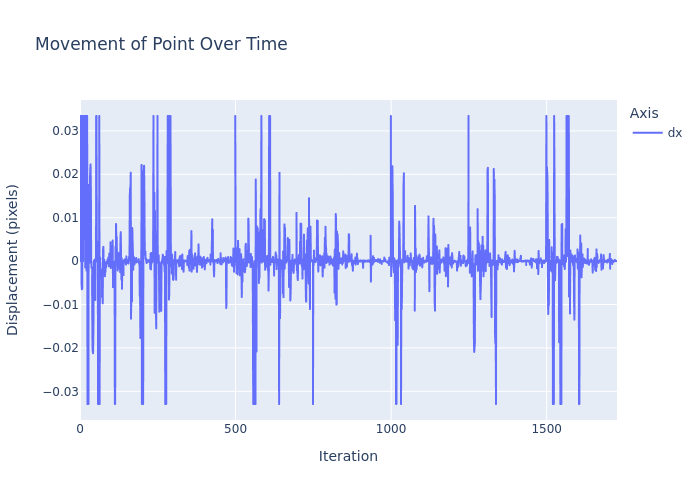 Movement of Point Over Time
Axis
dx
0.03
0.02
0.01
0
−0.01
−0.02
−0.03
0
500
1000
1500
Displacement (pixels)
Iteration